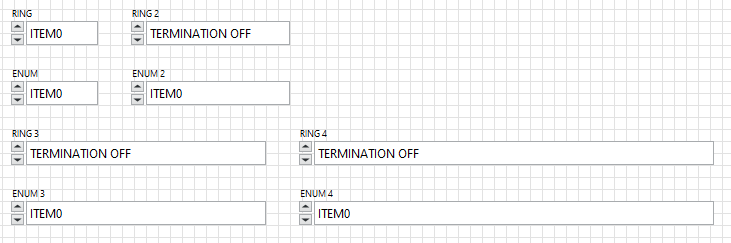 RING
RING 2
ITEM0
TERMINATION OFF
ENUM
ENUM 2
ITEM0
ITEM0
RING 3
RING 4
TERMINATION OFF
TERMINATION OFF
ENUM 3
ENUM 4
ITEM0
ITEM0